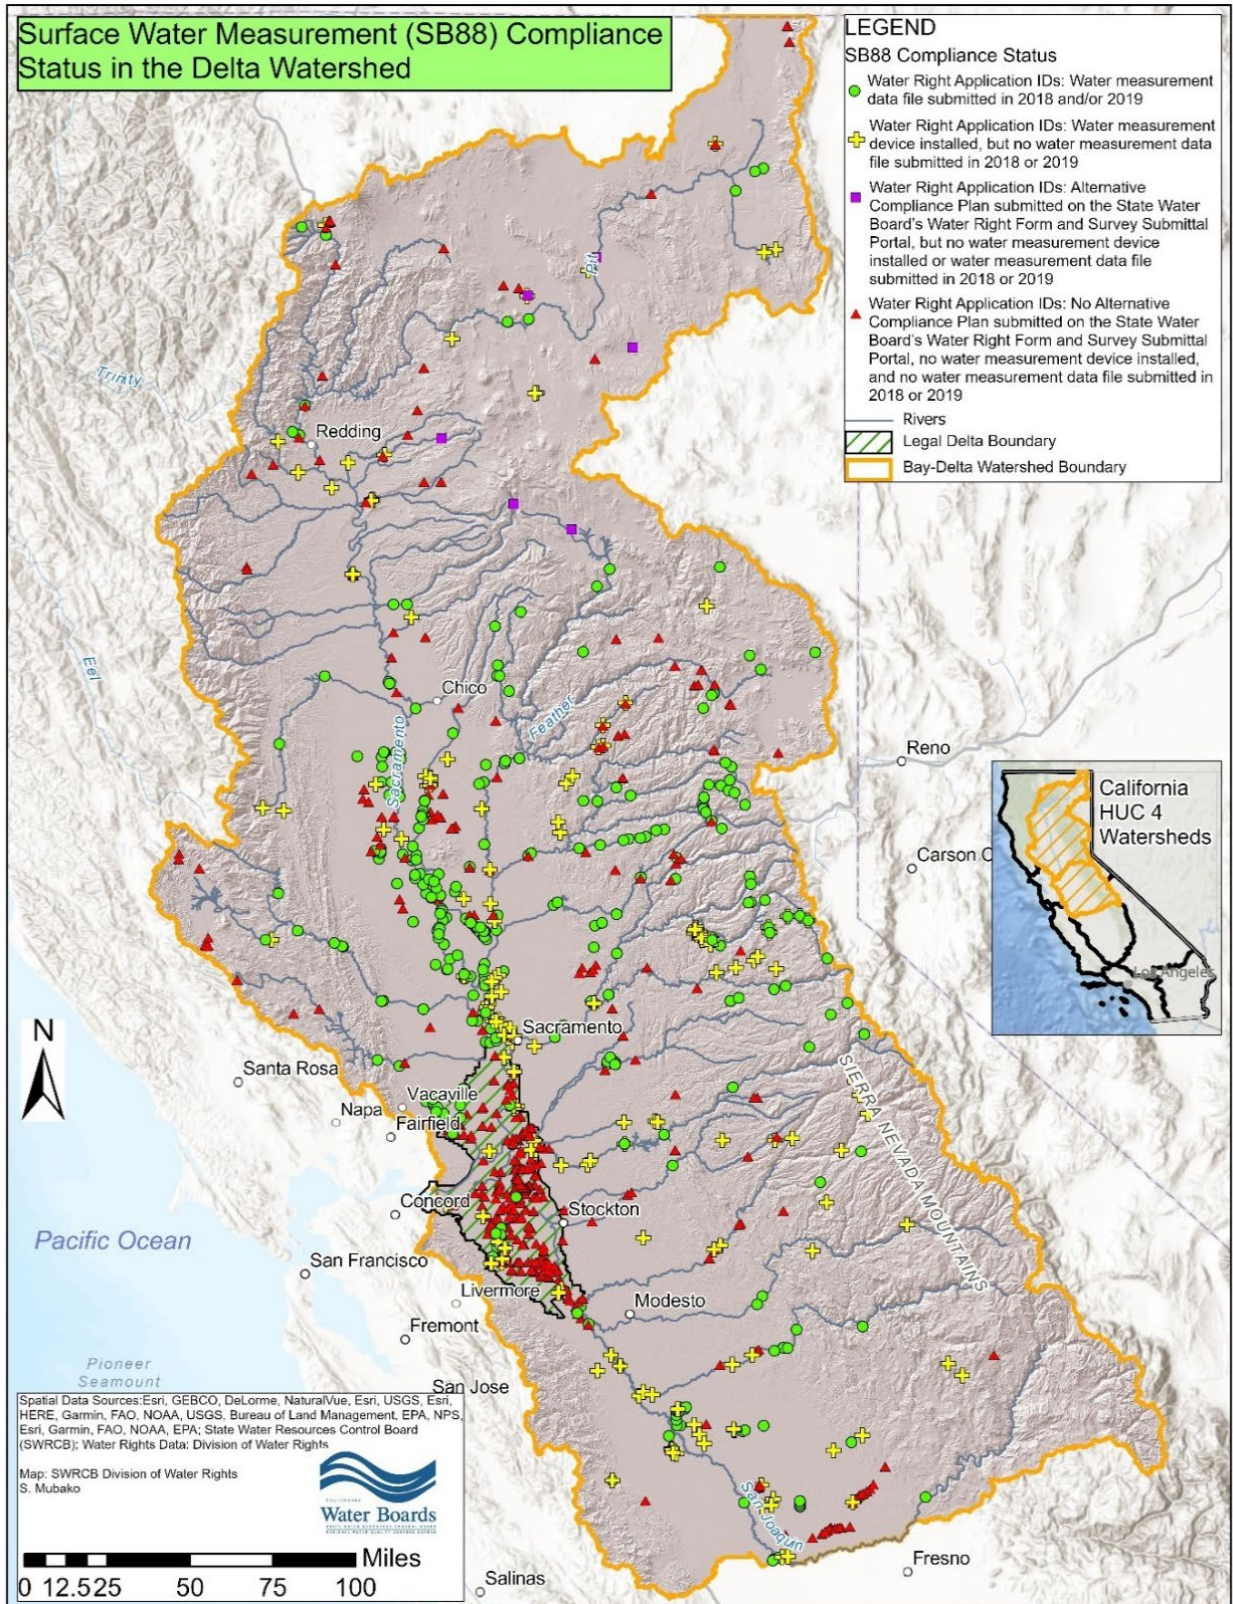 Surface Water Measurement (SB88) Compliance
Status in the Delta Watershed
LEGEND
SB88 Compliance Status
Water Right Application IDs: Water measurement
data file submitted in 2018 and/or 2019
Water Right Application IDs: Water measurement
device installed, but no water measurement data
file submitted in 2018 or 2019
Water Right Application IDs: Alternative
Compliance Plan submitted on the State Water
Board's Water Right Form and Survey Submittal
Portal, but no water measurement device
installed or water measurement data file
submitted in 2018 or 2019
Water Right Application IDs: No Alternative
Compliance Plan submitted on the State Water
Board's Water Right Form and Survey Submittal
Portal, no water measurement device installed,
and no water measurement data file submitted in
2018 or 2019
Rivers
Legal Delta Boundary
Bay-Delta Watershed Boundary
Pit
Trinity
Redding
Eel
Chico
Feather
Sacramento
Reno
California
HUC 4
Watersheds
Los Angeles
Carson C
N
Sacramento
Santa Rosa
Vacaville
Napa
Fairfield
SIERRA NEVADA MOUNTAINS
Concord
Stockton
Pacific Ocean
San Francisco
Livermore
Modesto
Fremont
Pioneer
Seamount
San Jose
San Joaquin
Fresno
Salinas
Spatial Data Sources:Esri, GEBCO, DeLorme, NaturalVue, Esri, USGS, Esri,
HERE, Garmin, FAO, NOAA, USGS, Bureau of Land Management, EPA, NPS,
Esri, Garmin, FAO, NOAA, EPA; State Water Resources Control Board
(SWRCB); Water Rights Data: Division of Water Rights
Map: SWRCB Division of Water Rights
S. Mubako
CALIFORNIA
Water Boards
Miles
0 12.525 50 75 100